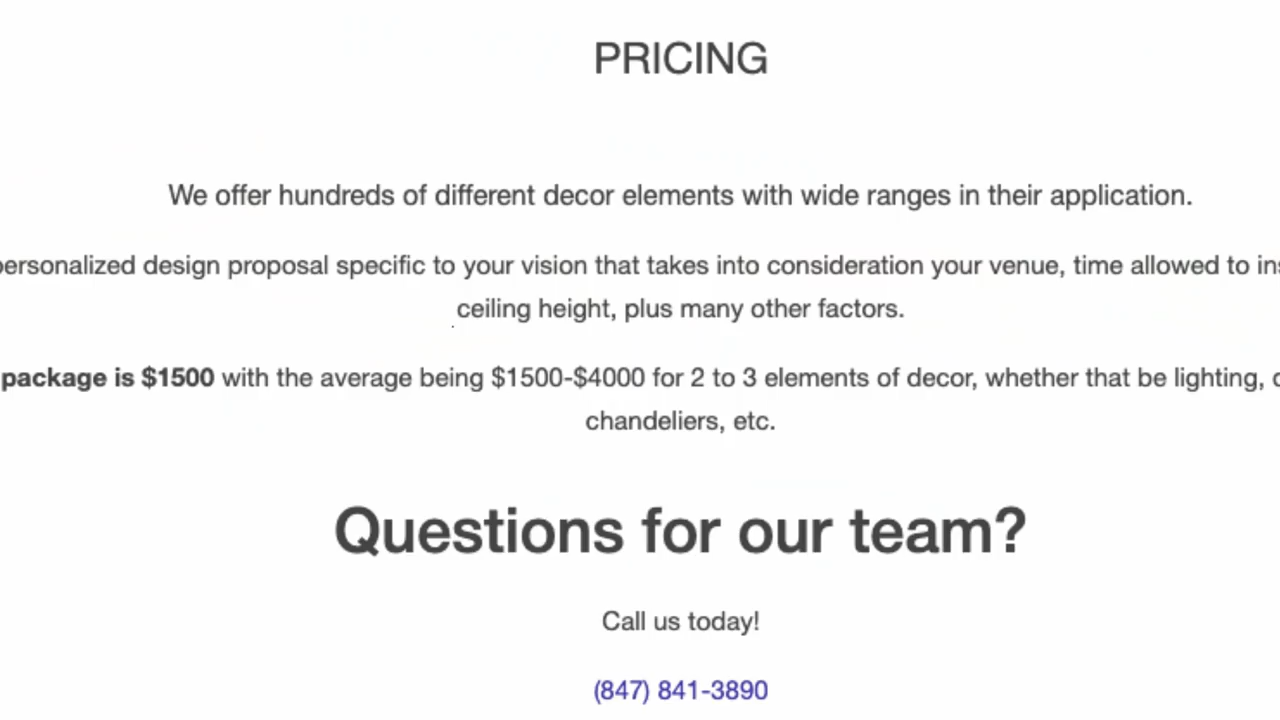 PRICING
We offer hundreds of different decor elements with wide ranges in their application.
personalized design proposal specific to your vision that takes into consideration your venue, time allowed to
ceiling height, plus many other factors.
package is $1500 with the average being $1500-$4000 for 2 to 3 elements of decor, whether that be lighting,
chandeliers, etc.
Questions for our team?
Call us today!
(847) 841-3890